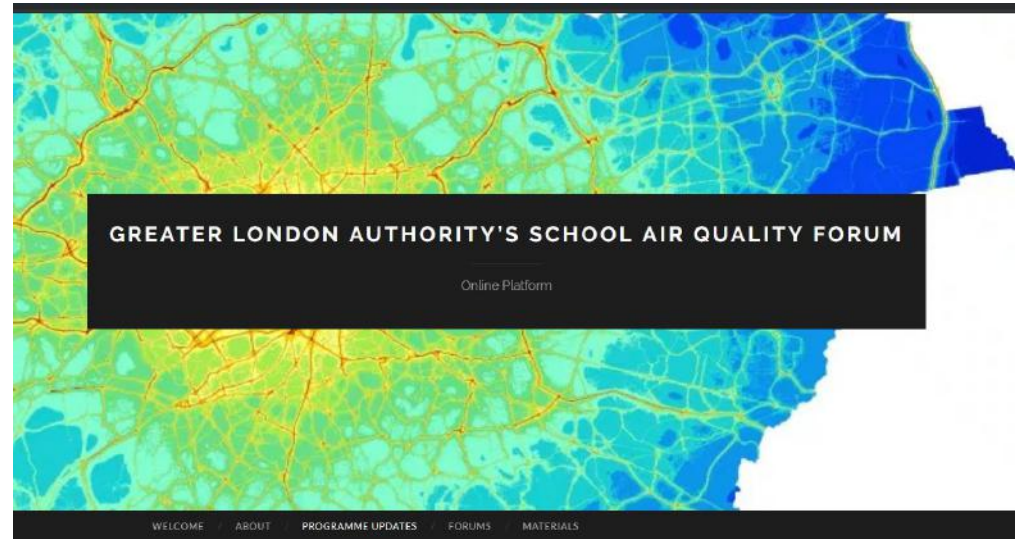 GREATER LONDON AUTHORITY'S SCHOOL AIR QUALITY FORUM
Online Platform
WELCOME / ABOUT / PROGRAMME UPDATES / FORUMS / MATERIALS